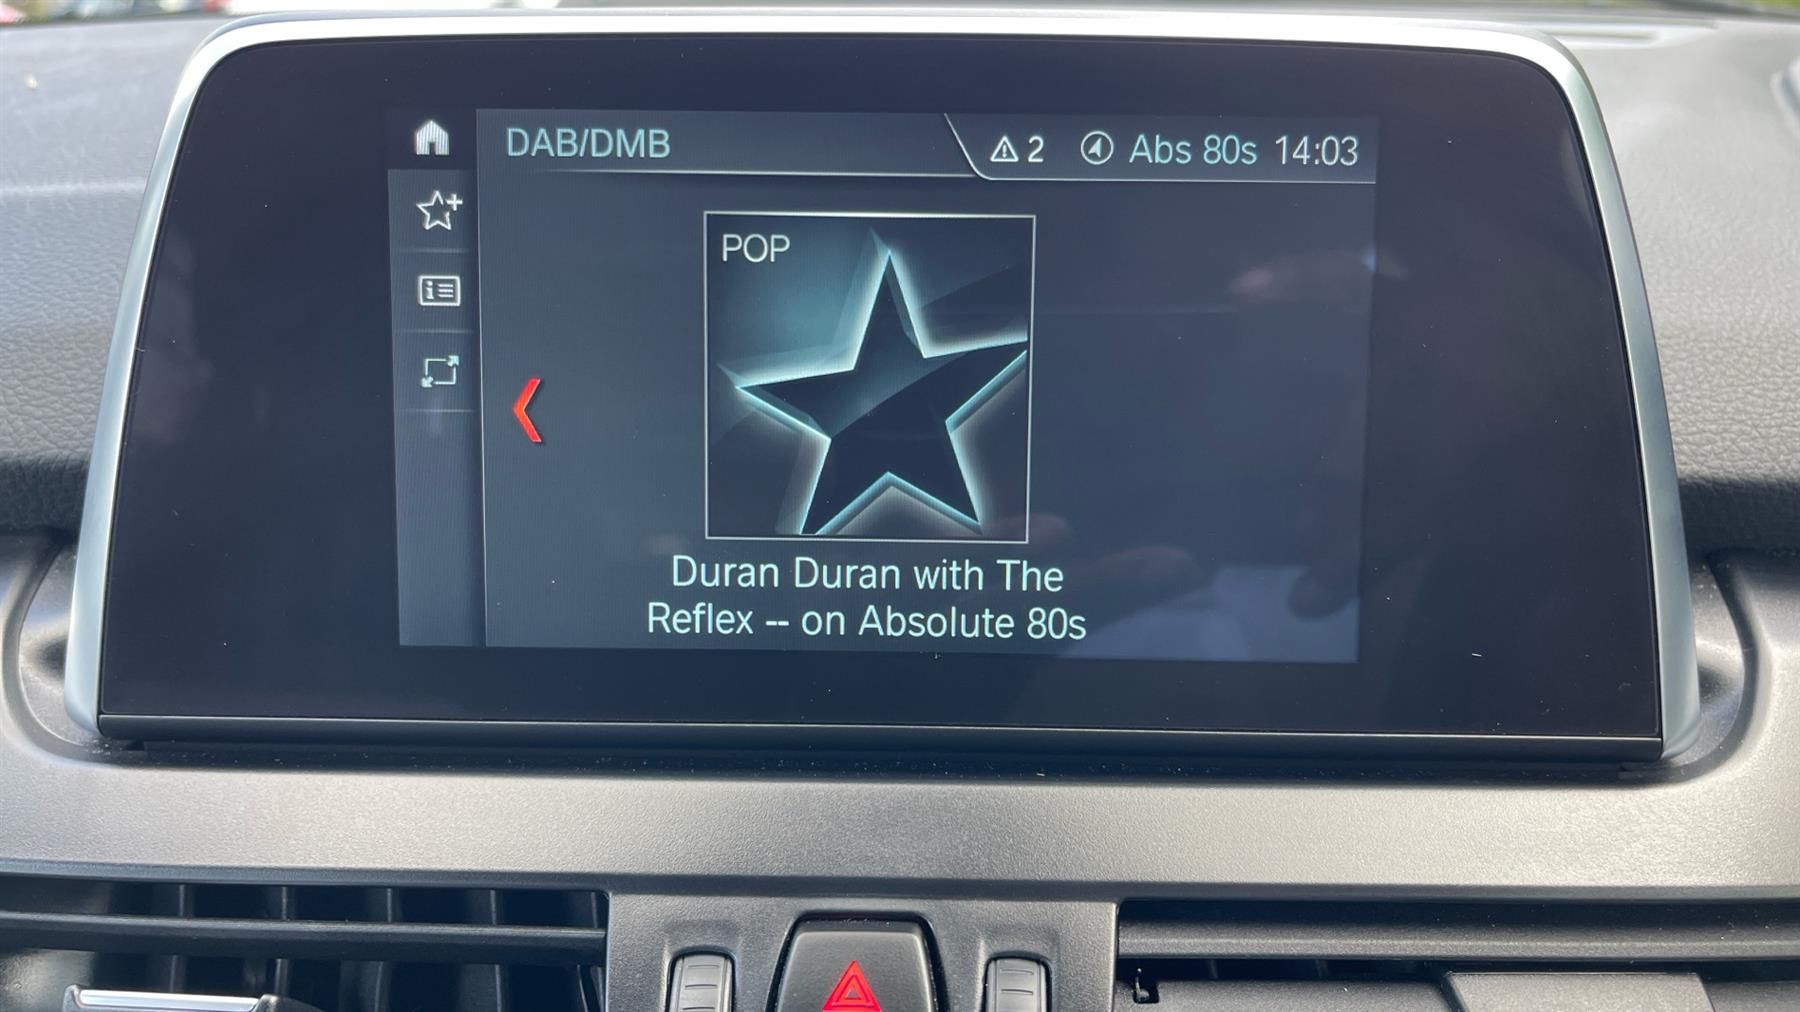 DAB/DMB
2 Abs 80s 14:03
POP
Duran Duran with The
Reflex -- on Absolute 80s